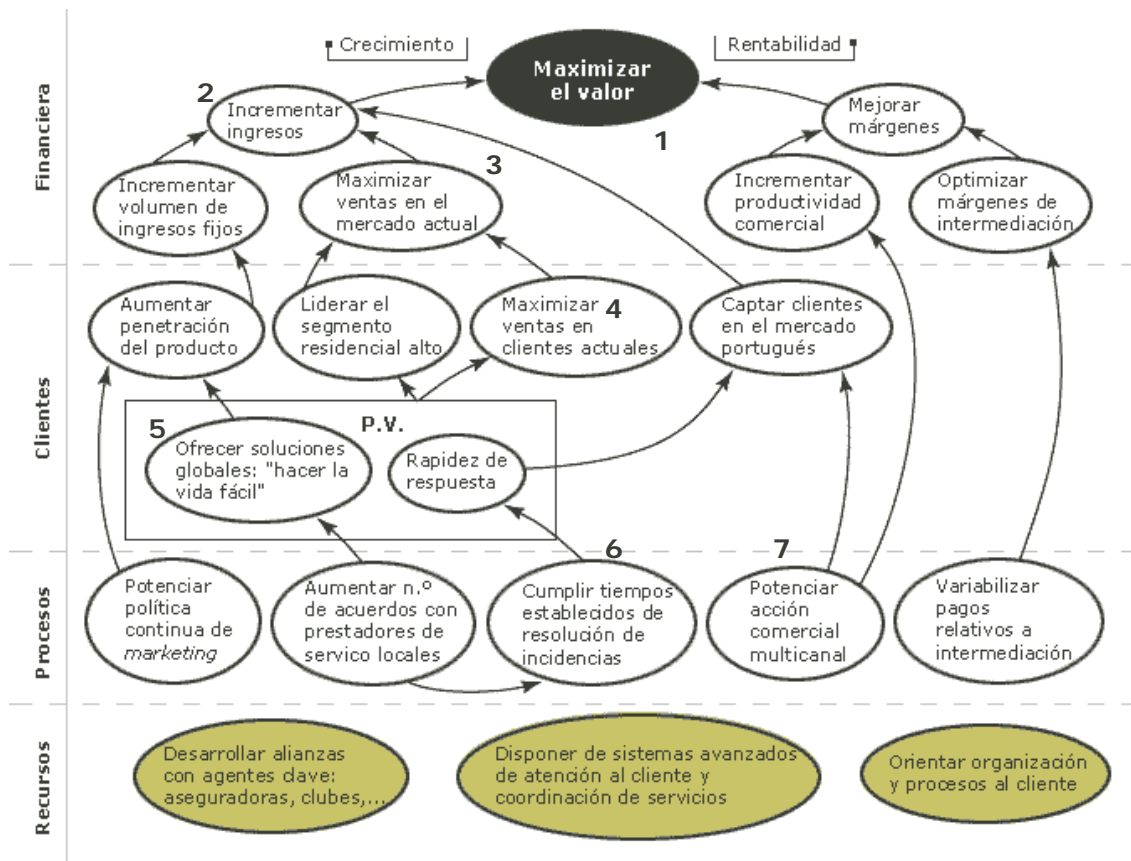 Crecimiento
Rentabilidad
Maximizar
el valor
1
Financiera
2
Incrementar
ingresos
Mejorar
márgenes
3
Incrementar
volumen de
ingresos fijos
Maximizar
ventas en el
mercado actual
Incrementar
productividad
comercial
Optimizar
márgenes de
intermediación
Clientes
Aumentar
penetración
del producto
Liderar el
segmento
residencial alto
Maximizar
ventas en
clientes actuales
4
Captar clientes
en el mercado
portugués
P.V.
5
Ofrecer soluciones
globales: "hacer la
vida fácil"
Rapidez de
respuesta
Procesos
Potenciar
política
continua de
marketing
Aumentar n.º
de acuerdos con
prestadores de
servico locales
6
Cumplir tiempos
establecidos de
resolución de
incidencias
7
Potenciar
acción
comercial
multicanal
Variabilizar
pagos
relativos a
intermediación
Recursos
Desarrollar alianzas
con agentes clave:
aseguradoras, clubes,...
Disponer de sistemas avanzados
de atención al cliente y
coordinación de servicios
Orientar organización
y procesos al cliente